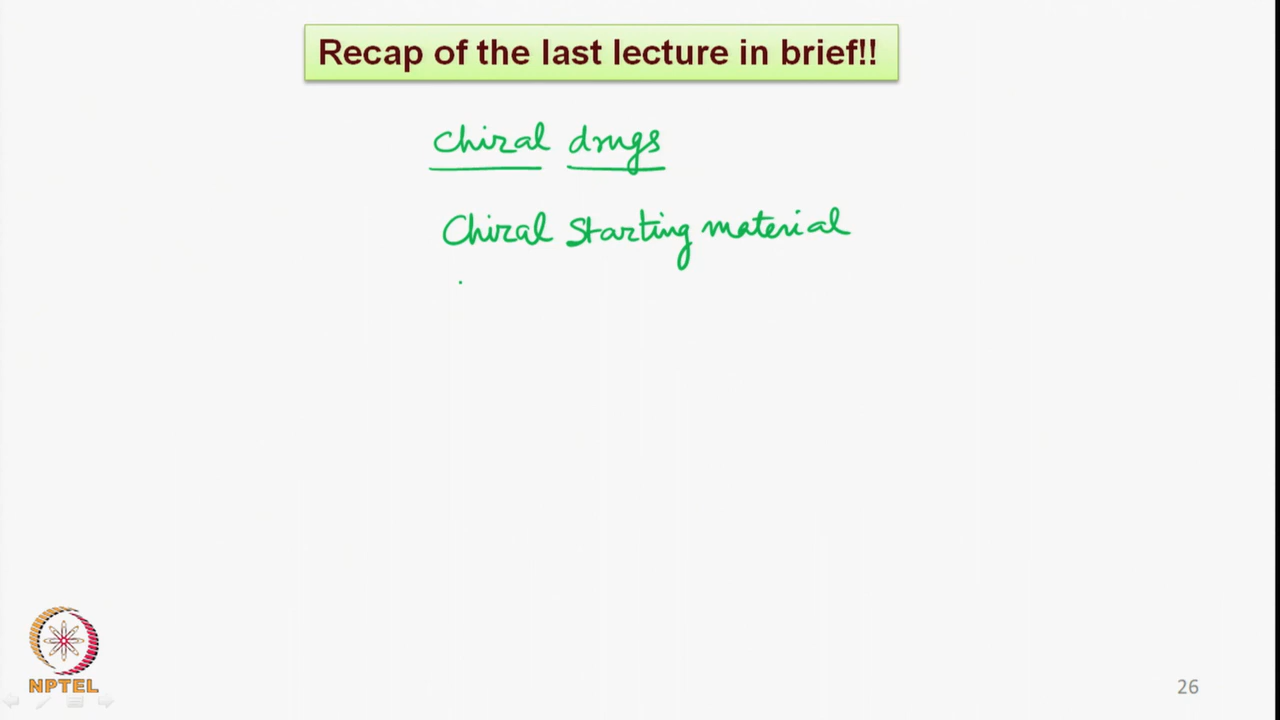 Recap of the last lecture in brief!!
Chiral drugs
Chiral Starting material
NPTEL
26